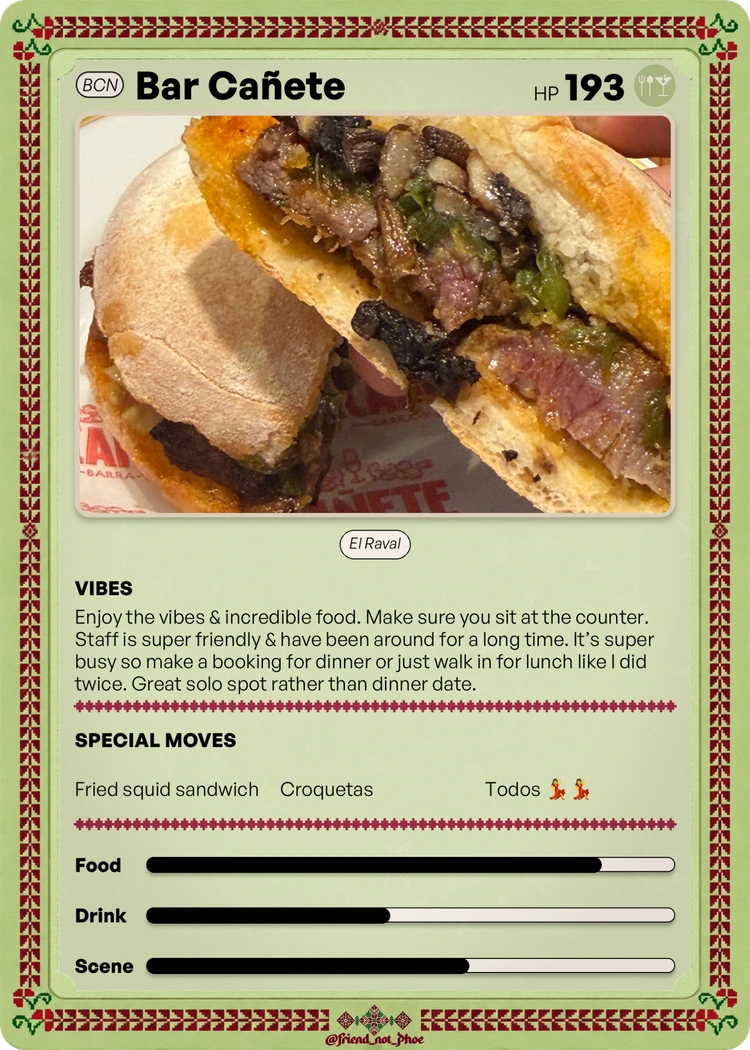 BCN Bar Cañete HP 193
CAÑETE
BARRA
El Raval
VIBES
Enjoy the vibes & incredible food. Make sure you sit at the counter.
Staff is super friendly & have been around for a long time. It's super
busy so make a booking for dinner or just walk in for lunch like I did
twice. Great solo spot rather than dinner date.
SPECIAL MOVES
Fried squid sandwich Croquetas Todos 💃💃
Food
Drink
Scene
@friend_not_phoe